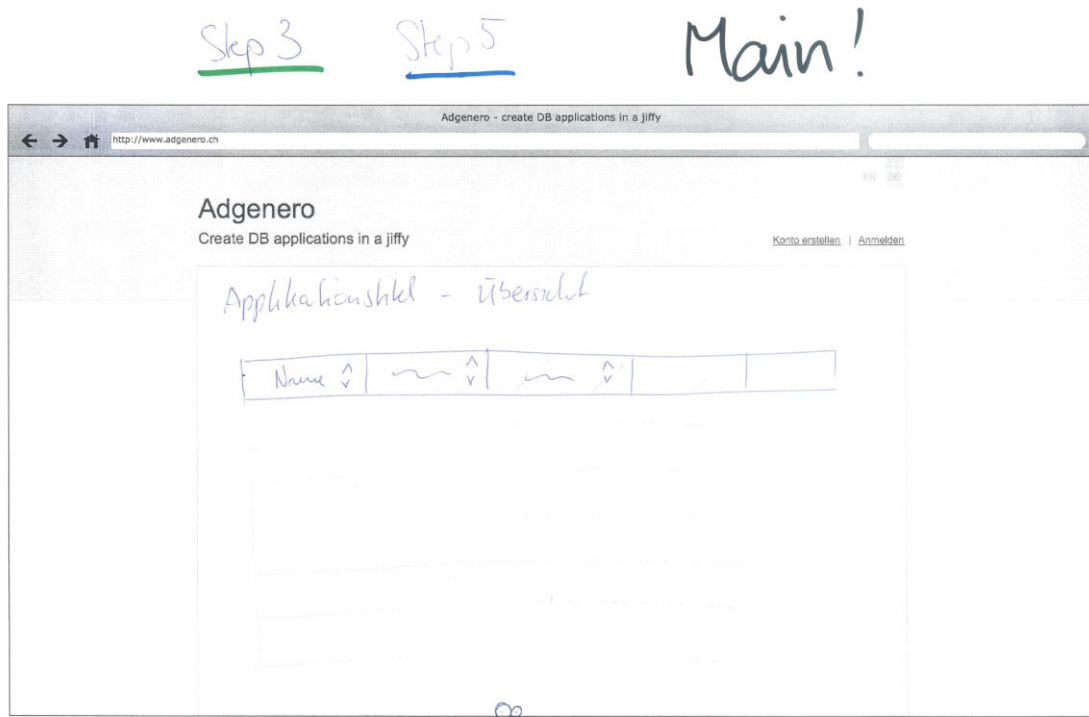 Step 3 Step 5 Main!
Adgenero - create DB applications in a jiffy
http://www.adgenero.ch
EN DE
Adgenero
Create DB applications in a jiffy
Konto erstellen | Anmelden
Applikationstitel - Übersicht
Name